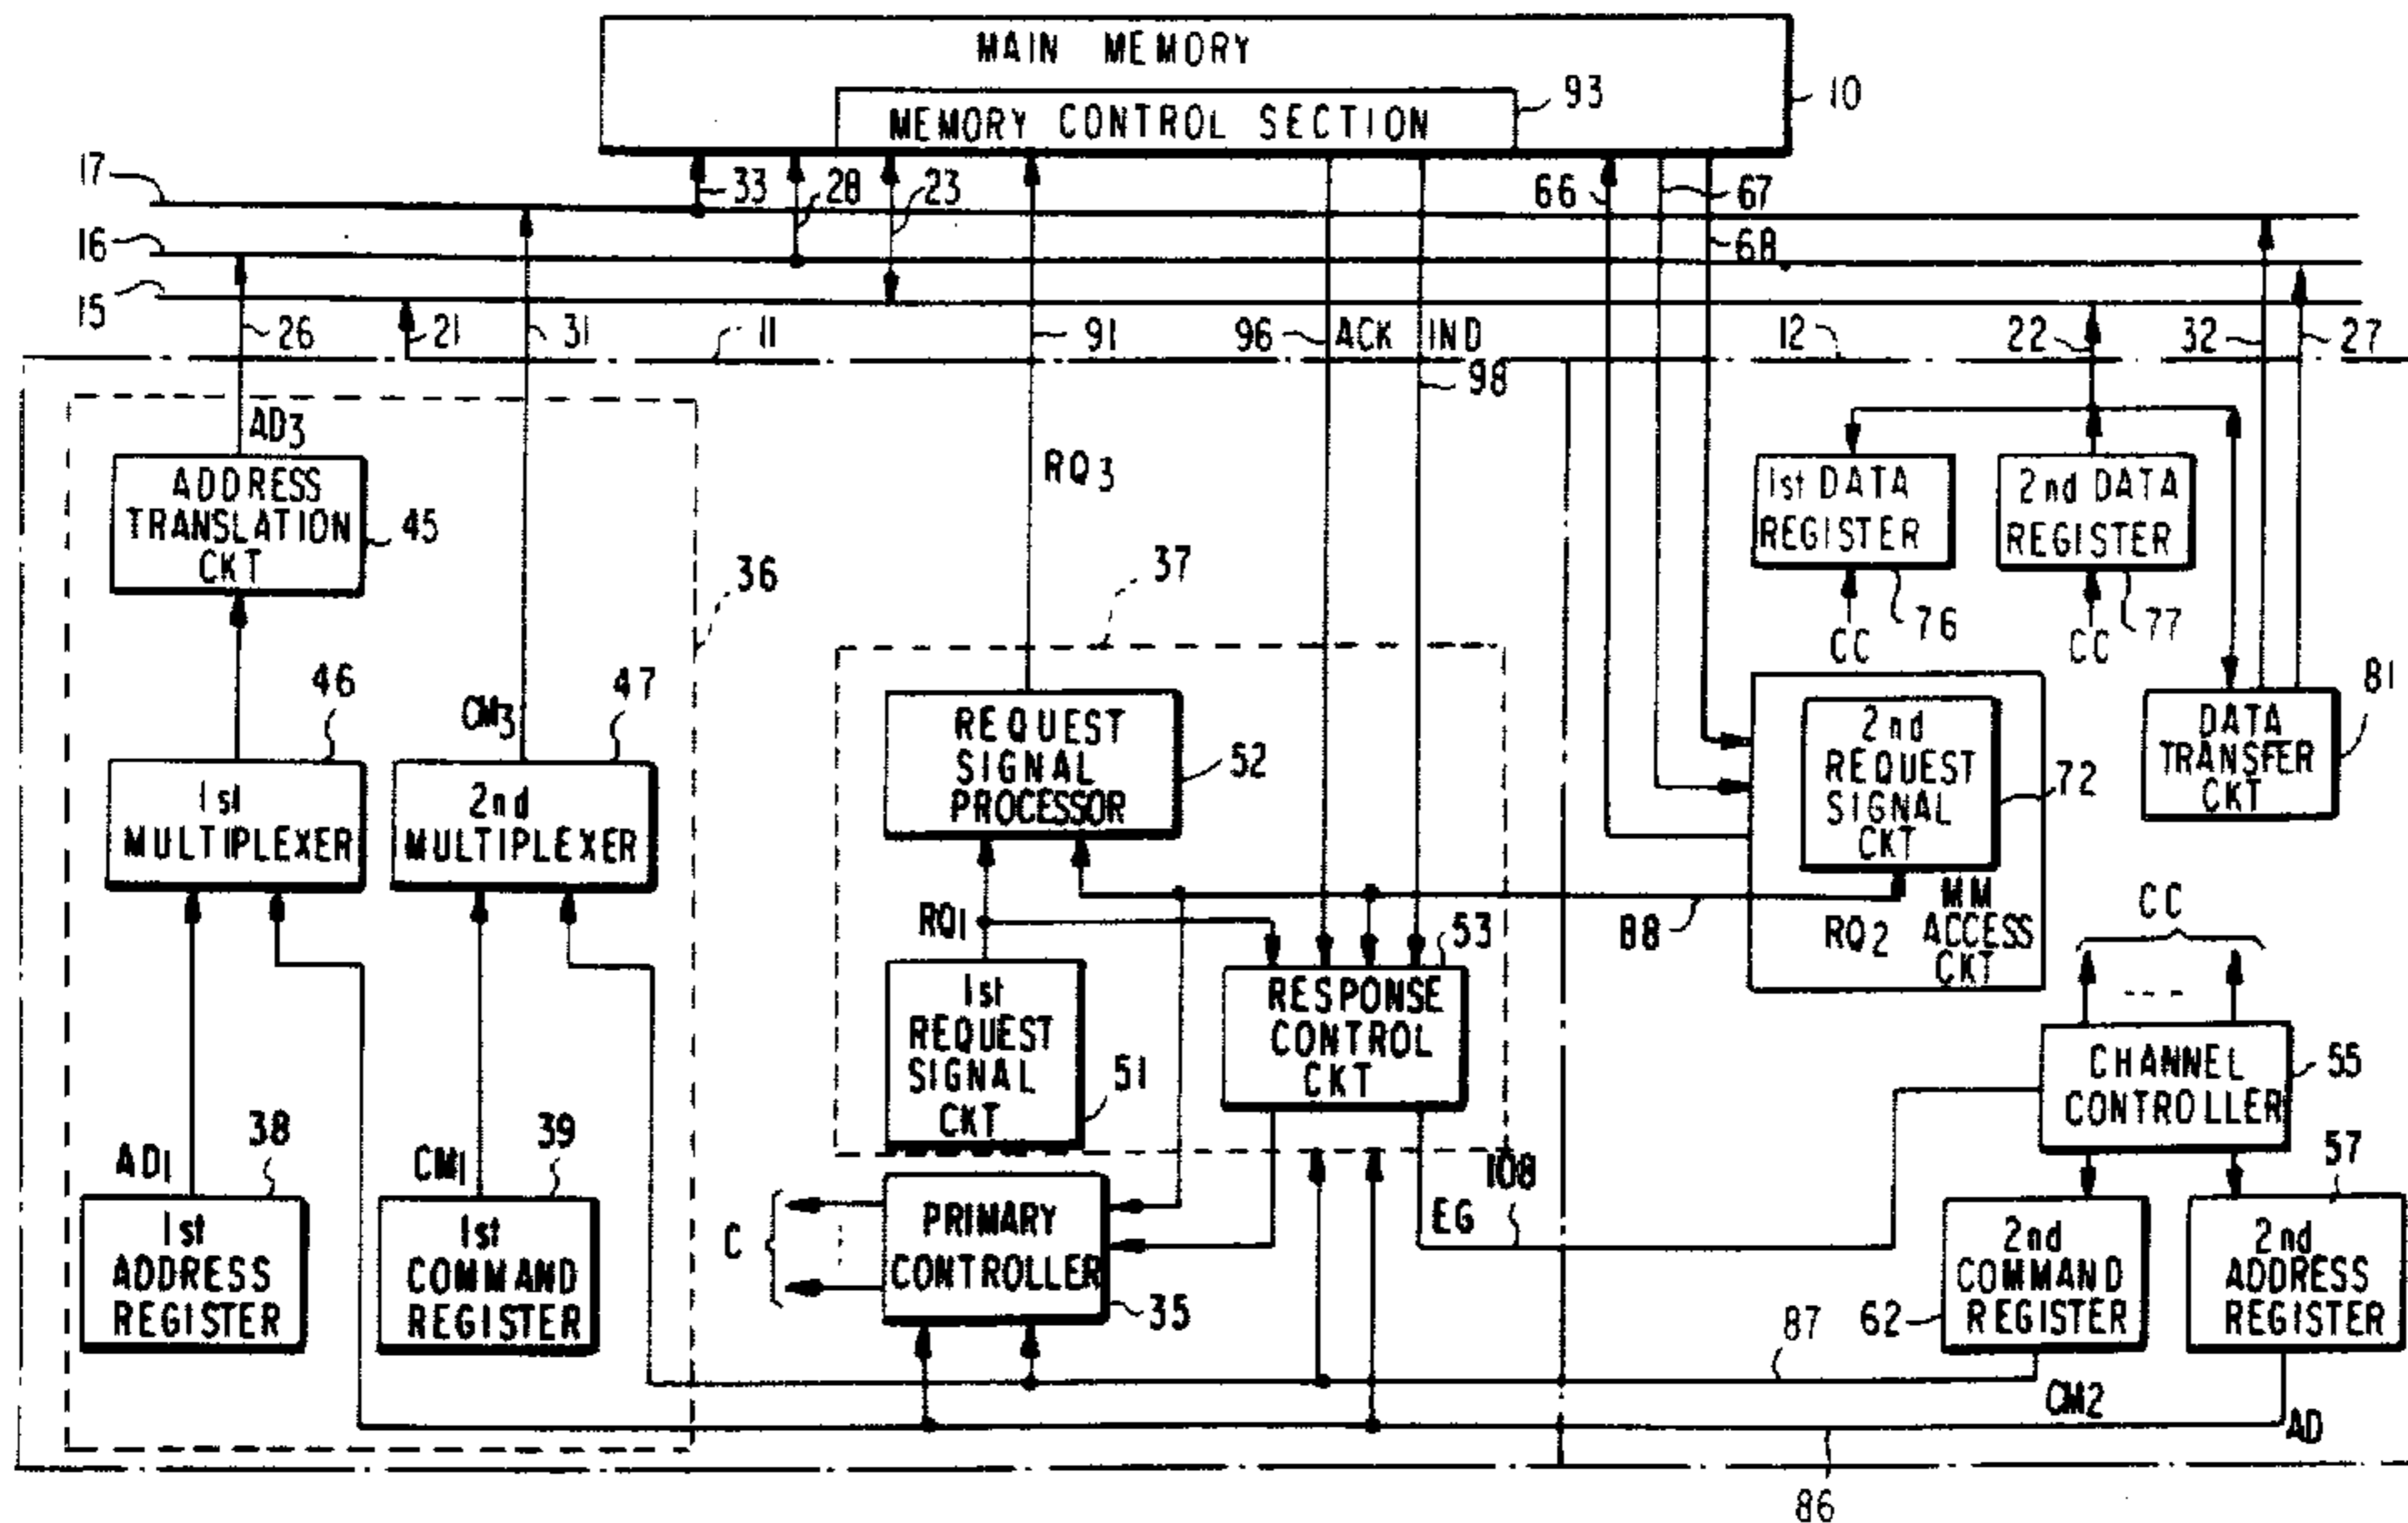 MAIN MEMORY
10
93
MEMORY CONTROL SECTION
17
33
28
23
66
67
16
68
15
26
21
31
11
91
96
ACK
IND
98
12
22
32
27
AD3
ADDRESS
TRANSLATION
CKT
45
RQ3
1st DATA
REGISTER
2nd DATA
REGISTER
36
37
CC
76
CC
77
46
CM3
47
REQUEST
SIGNAL
PROCESSOR
52
2nd
REQUEST
SIGNAL
CKT
72
DATA
TRANSFER
CKT
81
1st
MULTIPLEXER
2nd
MULTIPLEXER
RQ1
53
88
RQ2
MM
ACCESS
CKT
CC
1st
REQUEST
SIGNAL
CKT
51
RESPONSE
CONTROL
CKT
CHANNEL
CONTROLLER
55
AD1
38
CM1
39
108
57
C
PRIMARY
CONTROLLER
35
EG
1st
ADDRESS
REGISTER
1st
COMMAND
REGISTER
62
2nd
COMMAND
REGISTER
2nd
ADDRESS
REGISTER
87
CM2
AD
86